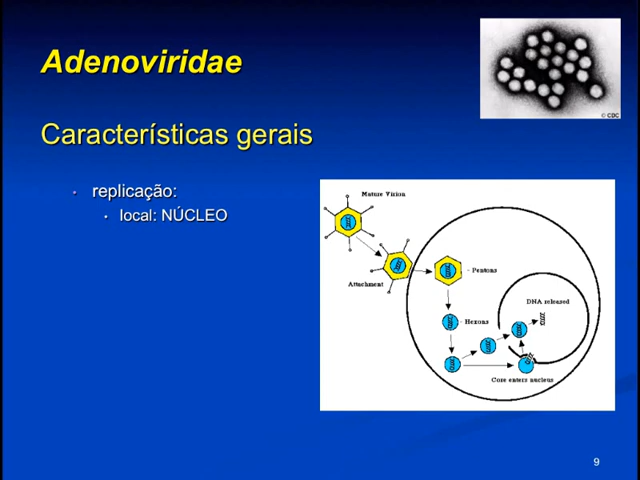 Adenoviridae
© CDC
Características gerais
• replicação:
• local: NÚCLEO
Mature Virion
Attachment
Pentons
DNA released
Hexons
Core enters nucleus
9